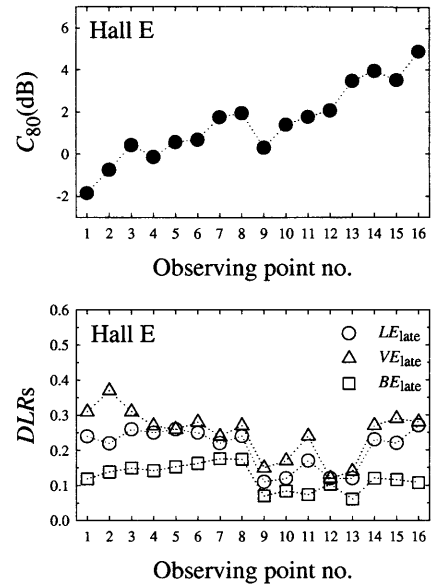 Hall E
C80(dB)
6
4
2
0
-2
1 2 3 4 5 6 7 8 9 10 11 12 13 14 15 16
Observing point no.
Hall E
LElate
VElate
BElate
DLRs
0.6
0.5
0.4
0.3
0.2
0.1
0.0
1 2 3 4 5 6 7 8 9 10 11 12 13 14 15 16
Observing point no.